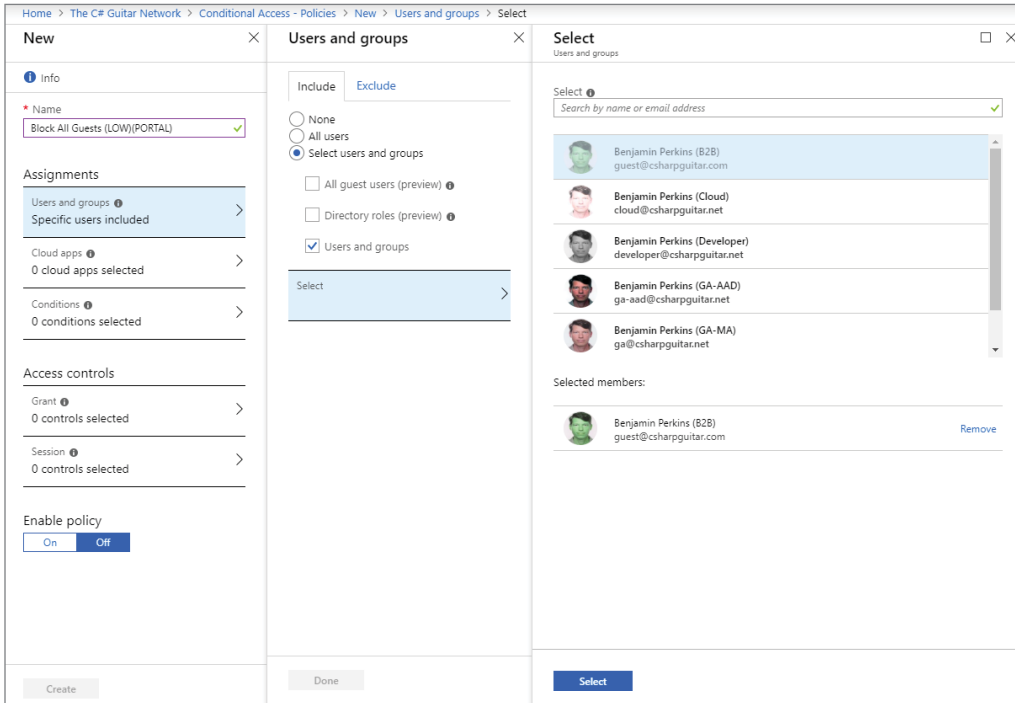 Home > The C# Guitar Network > Conditional Access - Policies > New > Users and groups > Select
New
Info
* Name
Block All Guests (LOW)(PORTAL)
Assignments
Users and groups
Specific users included
Cloud apps
0 cloud apps selected
Conditions
0 conditions selected
Access controls
Grant
0 controls selected
Session
0 controls selected
Enable policy
On Off
Create
Users and groups
Include Exclude
None
All users
Select users and groups
All guest users (preview)
Directory roles (preview)
Users and groups
Select
Done
Select
Users and groups
Select
Search by name or email address
Benjamin Perkins (B2B)
guest@csharpguitar.com
Benjamin Perkins (Cloud)
cloud@csharpguitar.net
Benjamin Perkins (Developer)
developer@csharpguitar.net
Benjamin Perkins (GA-AAD)
ga-aad@csharpguitar.net
Benjamin Perkins (GA-MA)
ga@csharpguitar.net
Selected members:
Benjamin Perkins (B2B)
guest@csharpguitar.com
Remove
Select